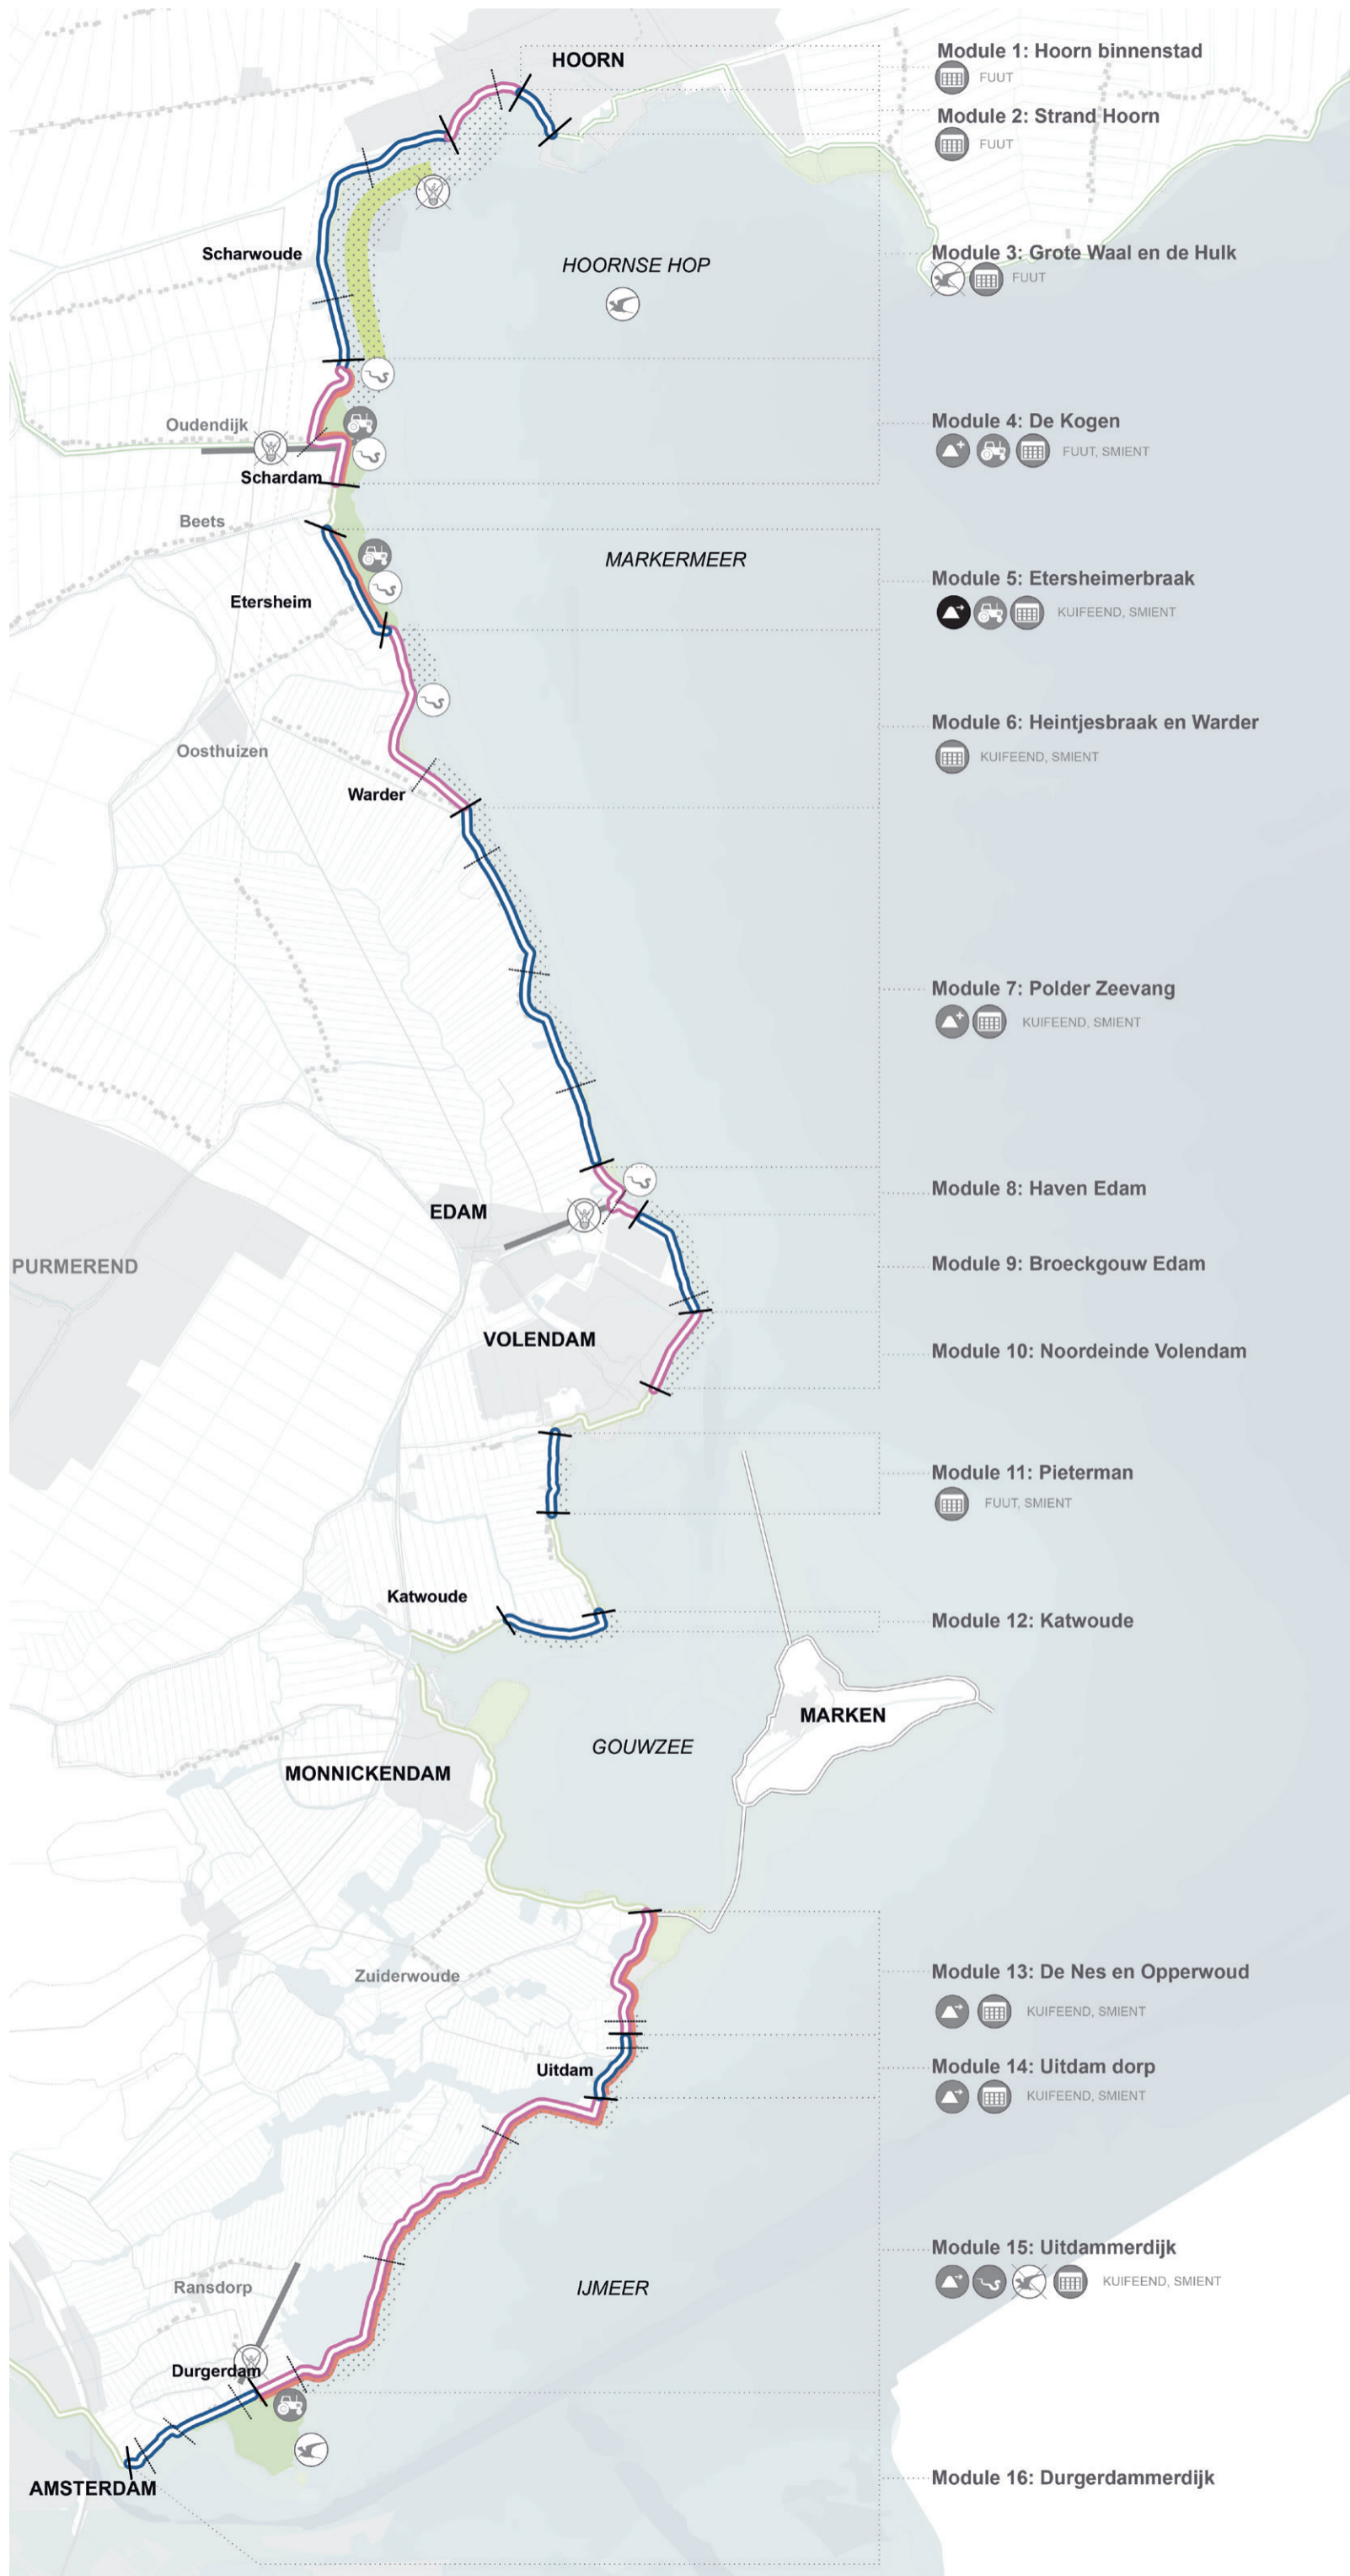 HOORN
Module 1: Hoorn binnenstad
FUUT
Module 2: Strand Hoorn
FUUT
Scharwoude
HOORNSE HOP
Module 3: Grote Waal en de Hulk
FUUT
Oudendijk
Module 4: De Kogen
FUUT, SMIENT
Schardam
Beets
MARKERMEER
Etersheim
Module 5: Etersheimerbraak
KUIFEEND, SMIENT
Oosthuizen
Module 6: Heintjesbraak en Warder
KUIFEEND, SMIENT
Warder
Module 7: Polder Zeevang
KUIFEEND, SMIENT
EDAM
Module 8: Haven Edam
PURMEREND
Module 9: Broeckgouw Edam
VOLENDAM
Module 10: Noordeinde Volendam
Module 11: Pieterman
FUUT, SMIENT
Katwoude
Module 12: Katwoude
MARKEN
GOUWZEE
MONNICKENDAM
Zuiderwoude
Module 13: De Nes en Opperwoud
KUIFEEND, SMIENT
Uitdam
Module 14: Uitdam dorp
KUIFEEND, SMIENT
Ransdorp
IJMEER
Module 15: Uitdammerdijk
KUIFEEND, SMIENT
Durgerdam
AMSTERDAM
Module 16: Durgerdammerdijk